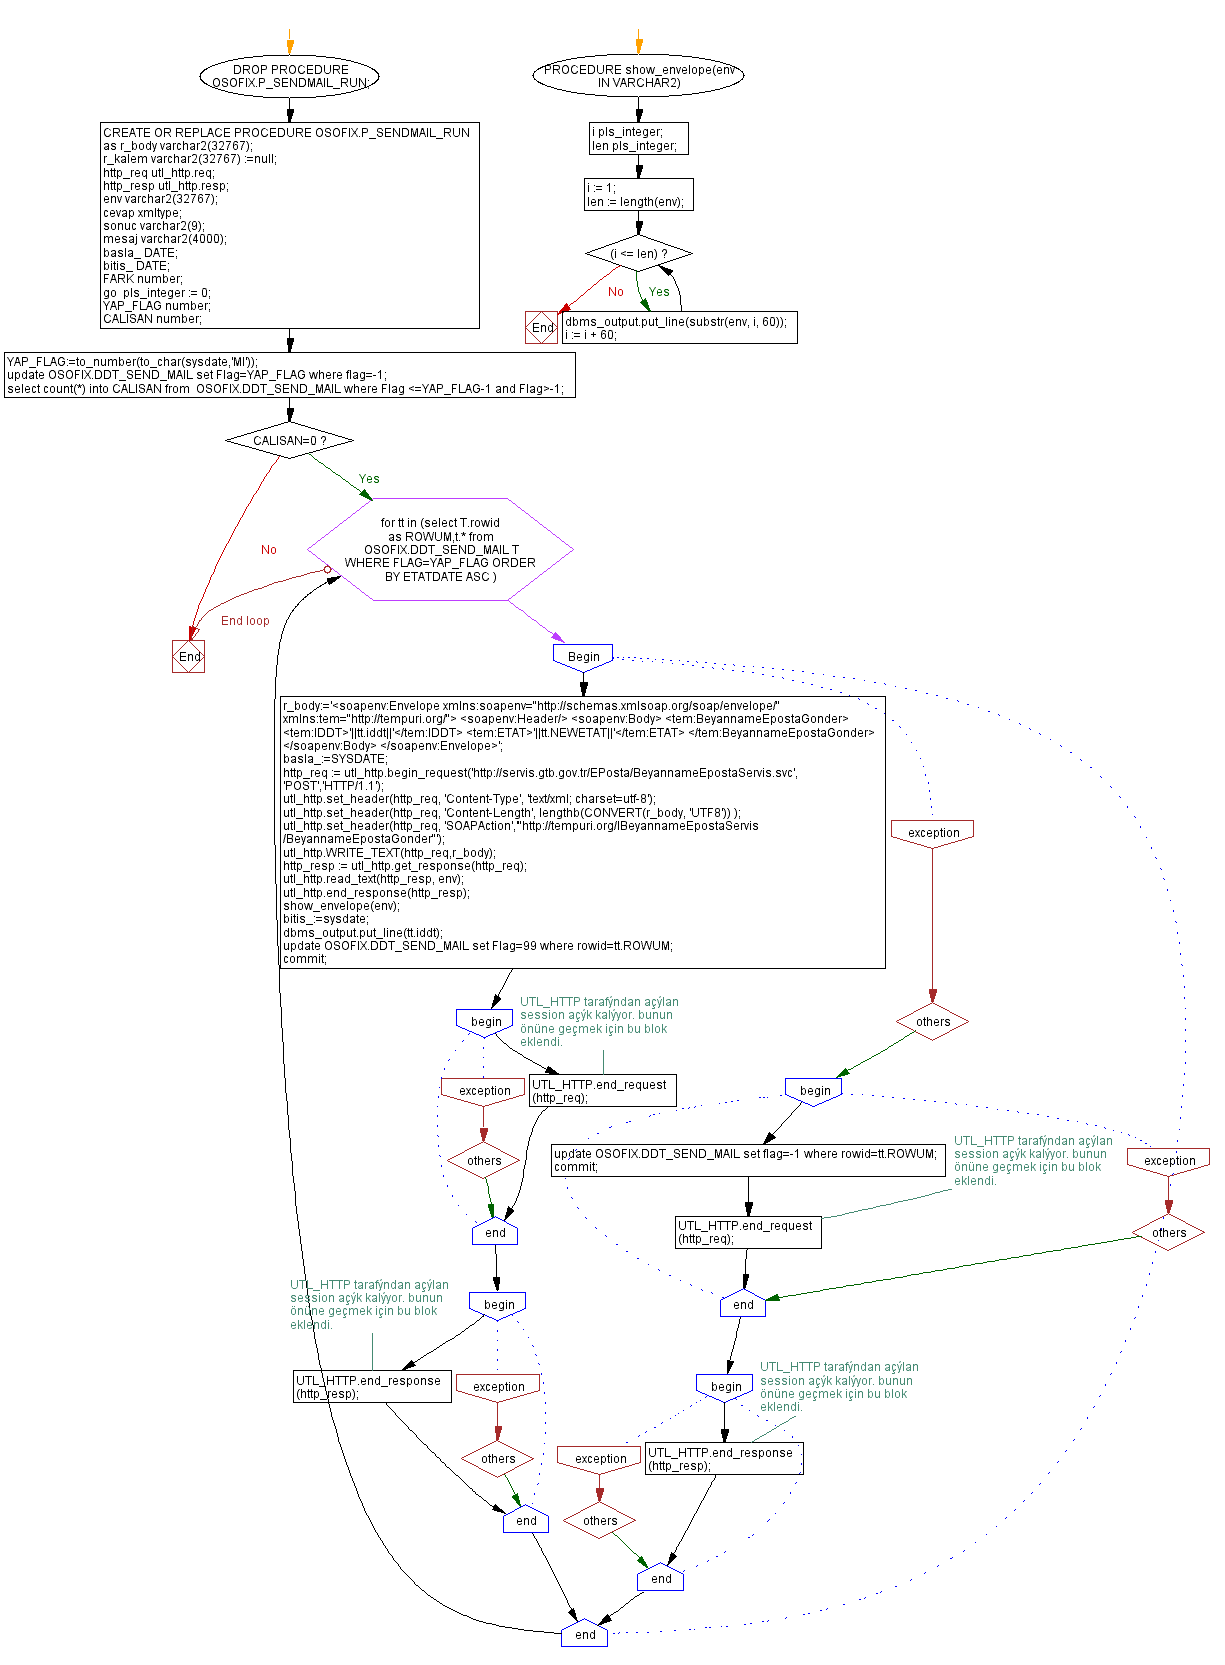 DROP PROCEDURE
OSOFIX.P_SENDMAIL_RUN;
CREATE OR REPLACE PROCEDURE OSOFIX.P_SENDMAIL_RUN
as r_body varchar2(32767);
r_kalem varchar2(32767) :=null;
http_req utl_http.req;
http_resp utl_http.resp;
env varchar2(32767);
cevap xmltype;
sonuc varchar2(9);
mesaj varchar2(4000);
basla_ DATE;
bitis_ DATE;
FARK number;
go  pls_integer := 0;
YAP_FLAG number;
CALISAN number;
YAP_FLAG:=to_number(to_char(sysdate,'MI'));
update OSOFIX.DDT_SEND_MAIL set Flag=YAP_FLAG where flag=-1;
select count(*) into CALISAN from  OSOFIX.DDT_SEND_MAIL where Flag <=YAP_FLAG-1 and Flag>-1;
CALISAN=0 ?
Yes
No
for tt in (select T.rowid
as ROWUM,t.* from
OSOFIX.DDT_SEND_MAIL T
WHERE FLAG=YAP_FLAG ORDER
BY ETATDATE ASC )
End loop
End
PROCEDURE show_envelope(env
IN VARCHAR2)
i pls_integer;
len pls_integer;
i := 1;
len := length(env);
(i <= len) ?
No
Yes
End
dbms_output.put_line(substr(env, i, 60));
i := i + 60;
Begin
r_body:='<soapenv:Envelope xmlns:soapenv="http://schemas.xmlsoap.org/soap/envelope/"
xmlns:tem="http://tempuri.org/"> <soapenv:Header/> <soapenv:Body> <tem:BeyannameEpostaGonder>
<tem:IDDT>'||tt.iddt||'</tem:IDDT> <tem:ETAT>'||tt.NEWETAT||'</tem:ETAT> </tem:BeyannameEpostaGonder>
</soapenv:Body> </soapenv:Envelope>';
basla_:=SYSDATE;
http_req := utl_http.begin_request('http://servis.gtb.gov.tr/EPosta/BeyannameEpostaServis.svc',
'POST','HTTP/1.1');
utl_http.set_header(http_req, 'Content-Type', 'text/xml; charset=utf-8');
utl_http.set_header(http_req, 'Content-Length', lengthb(CONVERT(r_body, 'UTF8')) );
utl_http.set_header(http_req, 'SOAPAction','"http://tempuri.org/IBeyannameEpostaServis
/BeyannameEpostaGonder"');
utl_http.WRITE_TEXT(http_req,r_body);
http_resp := utl_http.get_response(http_req);
utl_http.read_text(http_resp, env);
utl_http.end_response(http_resp);
show_envelope(env);
bitis_:=sysdate;
dbms_output.put_line(tt.iddt);
update OSOFIX.DDT_SEND_MAIL set Flag=99 where rowid=tt.ROWUM;
commit;
exception
others
begin
UTL_HTTP tarafýndan açýlan
session açýk kalýyor. bunun
önüne geçmek için bu blok
eklendi.
exception
UTL_HTTP.end_request
(http_req);
others
end
begin
update OSOFIX.DDT_SEND_MAIL set flag=-1 where rowid=tt.ROWUM;
commit;
UTL_HTTP tarafýndan açýlan
session açýk kalýyor. bunun
önüne geçmek için bu blok
eklendi.
exception
others
UTL_HTTP.end_request
(http_req);
end
begin
UTL_HTTP tarafýndan açýlan
session açýk kalýyor. bunun
önüne geçmek için bu blok
eklendi.
UTL_HTTP.end_response
(http_resp);
exception
others
end
begin
UTL_HTTP tarafýndan açýlan
session açýk kalýyor. bunun
önüne geçmek için bu blok
eklendi.
exception
UTL_HTTP.end_response
(http_resp);
others
end
end